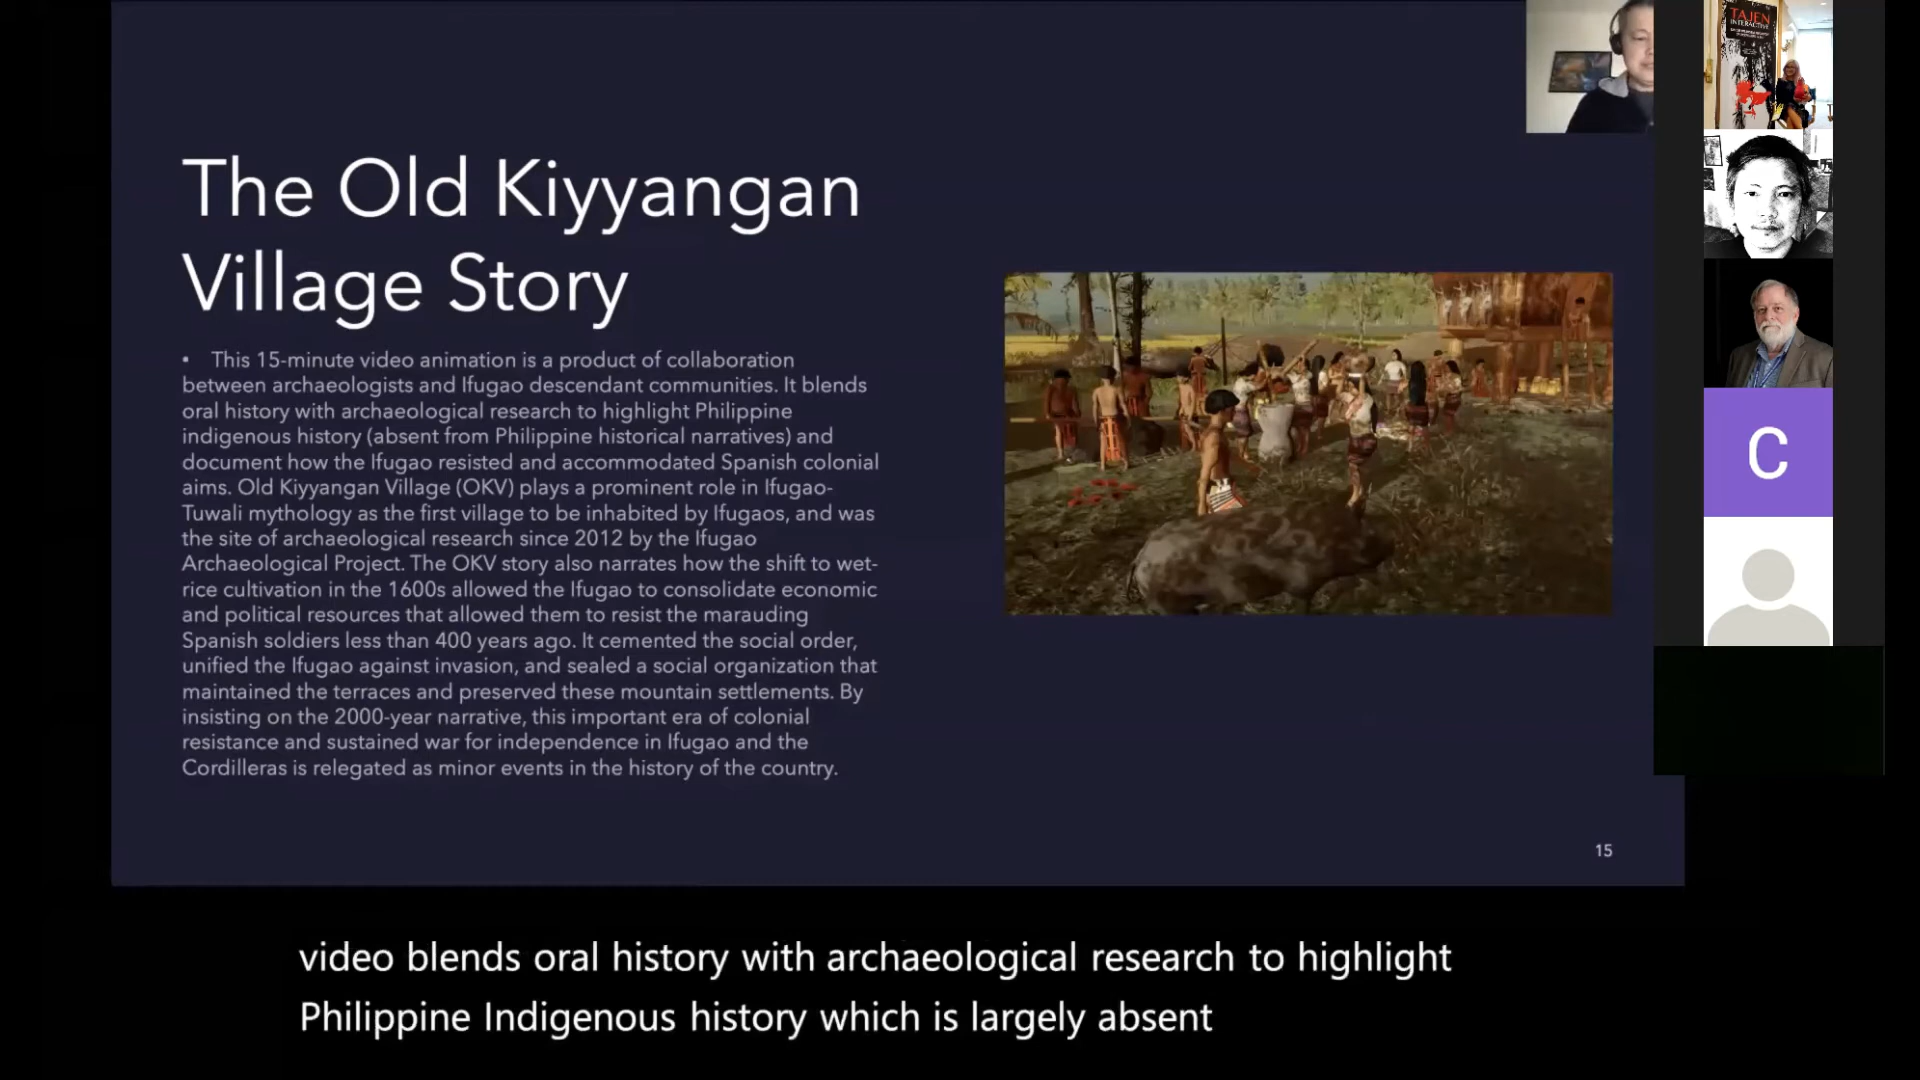 The Old Kiyyangan
Village Story
• This 15-minute video animation is a product of collaboration
between archaeologists and Ifugao descendant communities. It blends
oral history with archaeological research to highlight Philippine
indigenous history (absent from Philippine historical narratives) and
document how the Ifugao resisted and accommodated Spanish colonial
aims. Old Kiyyangan Village (OKV) plays a prominent role in Ifugao-
Tuwali mythology as the first village to be inhabited by Ifugaos, and was
the site of archaeological research since 2012 by the Ifugao
Archaeological Project. The OKV story also narrates how the shift to wet-
rice cultivation in the 1600s allowed the Ifugao to consolidate economic
and political resources that allowed them to resist the marauding
Spanish soldiers less than 400 years ago. It cemented the social order,
unified the Ifugao against invasion, and sealed a social organization that
maintained the terraces and preserved these mountain settlements. By
insisting on the 2000-year narrative, this important era of colonial
resistance and sustained war for independence in Ifugao and the
Cordilleras is relegated as minor events in the history of the country.
15
TAJEN
INTERACTIVE
C
video blends oral history with archaeological research to highlight
Philippine Indigenous history which is largely absent